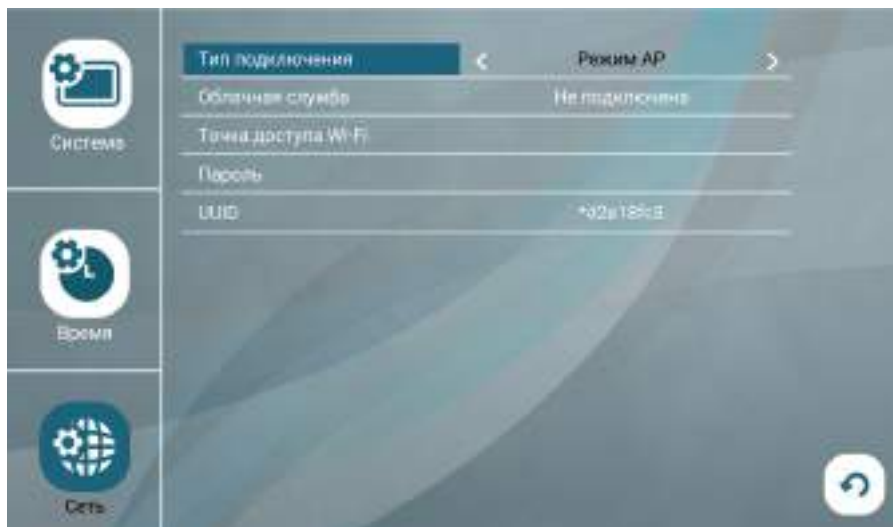 Система
Тип подключения
Режим AP
Облачная служба
Не подключена
Точка доступа Wi-Fi
Пароль
UUID
Время
Сеть